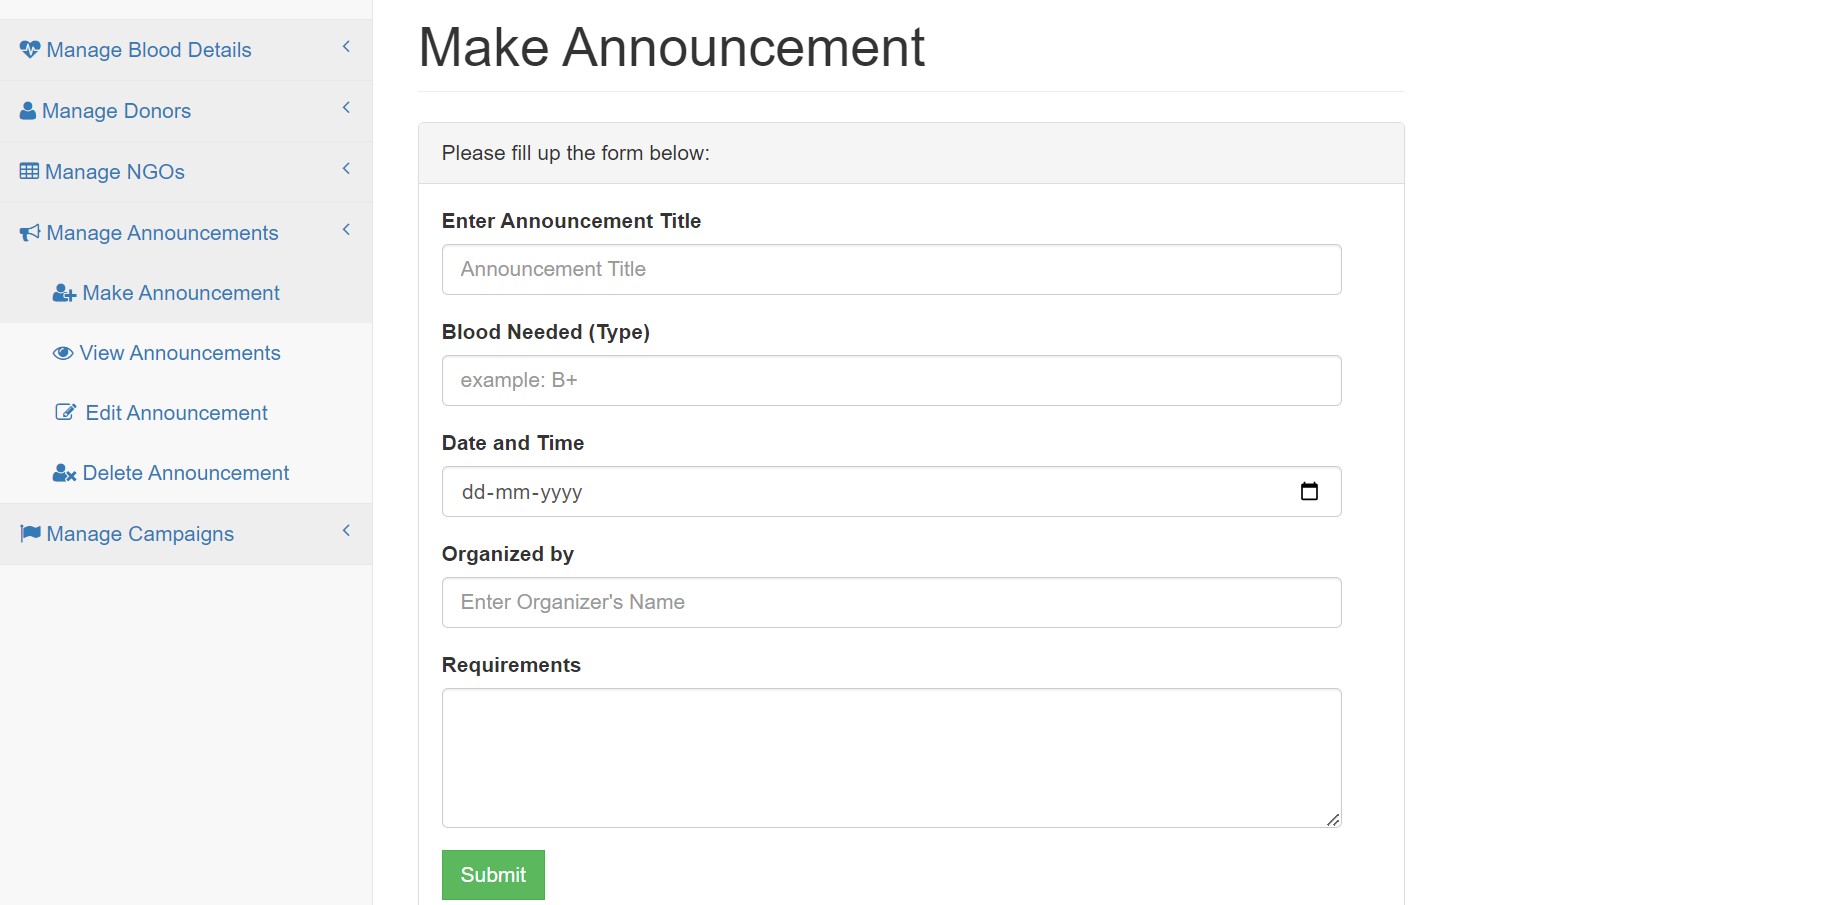 Manage Blood Details
Manage Donors
Manage NGOs
Manage Announcements
Make Announcement
View Announcements
Edit Announcement
Delete Announcement
Manage Campaigns
Make Announcement
Please fill up the form below:
Enter Announcement Title
Announcement Title
Blood Needed (Type)
example: B+
Date and Time
dd-mm-yyyy
Organized by
Enter Organizer's Name
Requirements
Submit